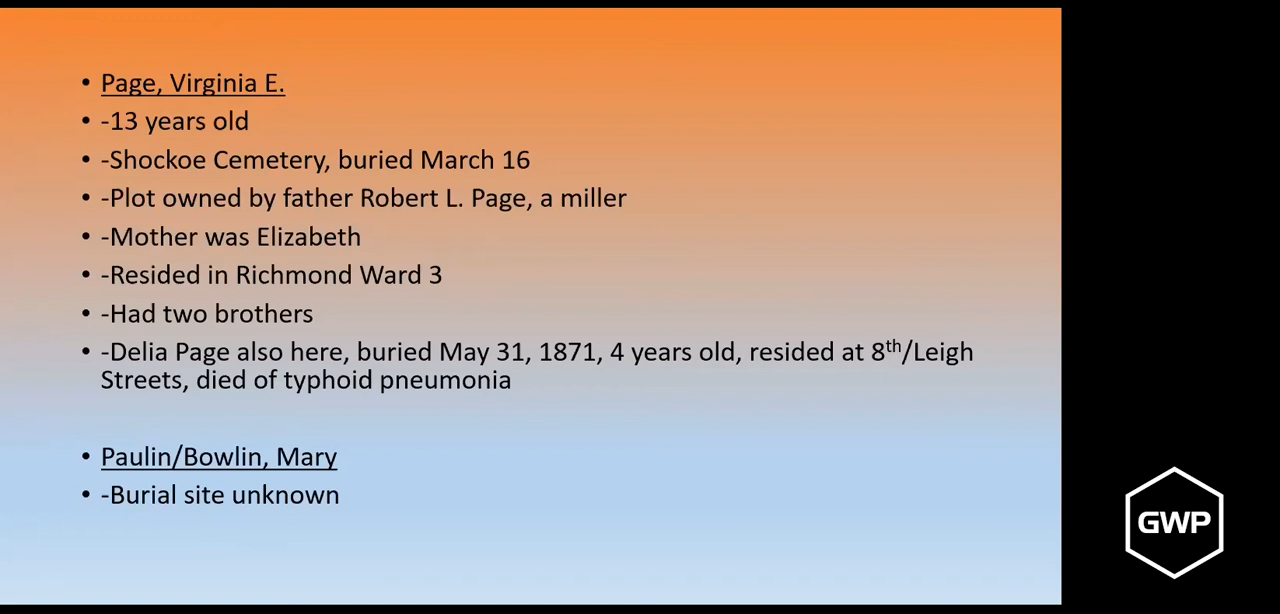 • Page, Virginia E.
• -13 years old
• -Shockoe Cemetery, buried March 16
• -Plot owned by father Robert L. Page, a miller
• -Mother was Elizabeth
• -Resided in Richmond Ward 3
• -Had two brothers
• -Delia Page also here, buried May 31, 1871, 4 years old, resided at 8th/Leigh
Streets, died of typhoid pneumonia
• Paulin/Bowlin, Mary
• -Burial site unknown
GWP